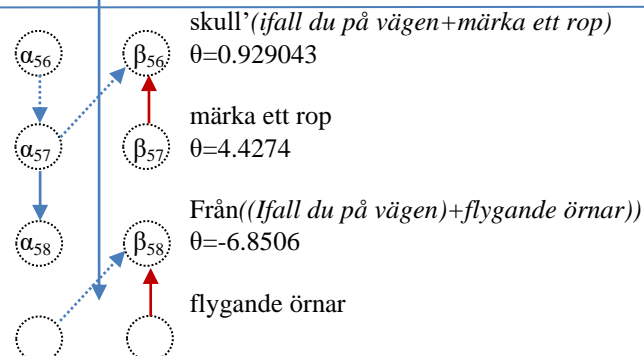 skull’(ifall du på vägen+märka ett rop)
α56 β56 θ=0.929043
märka ett rop
α57 β57 θ=4.4274
Från((Ifall du på vägen)+flygande örnar))
α58 β58 θ=-6.8506
flygande örnar